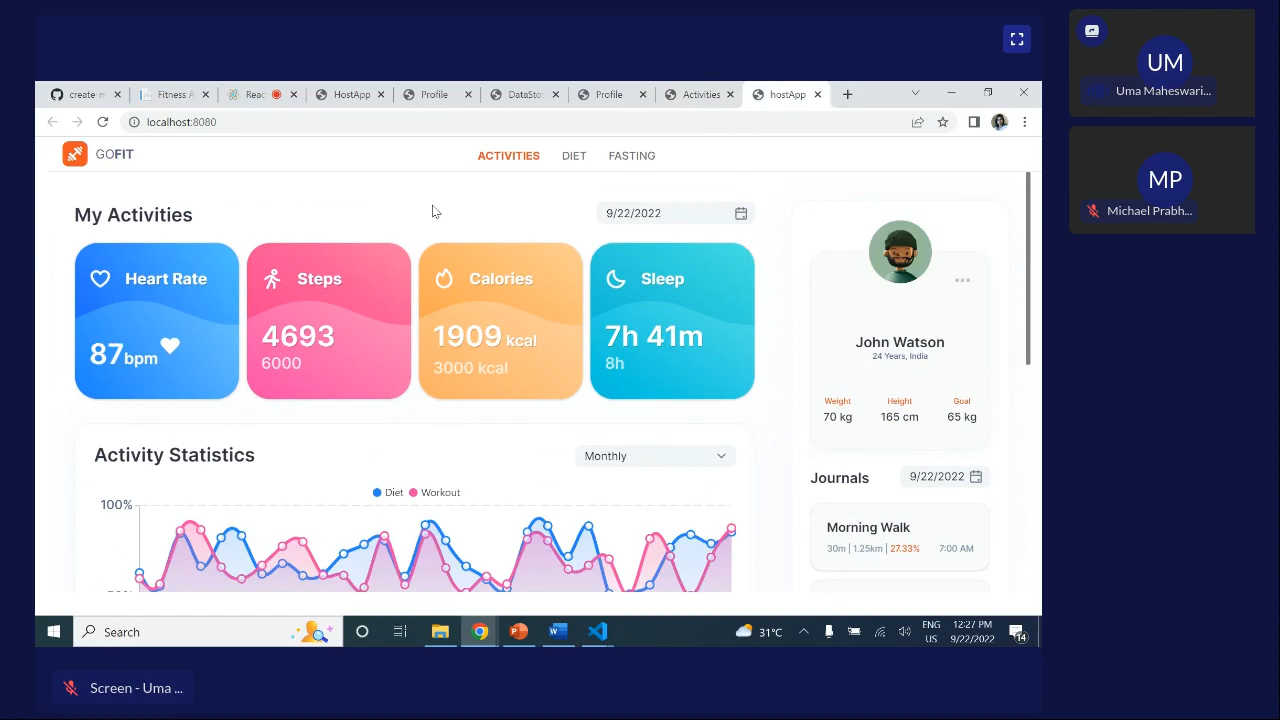 create-m
Fitness A
Reac
HostApp
Profile
DataStor
Profile
Activities
hostApp
localhost:8080
GOFIT
ACTIVITIES DIET FASTING
My Activities
9/22/2022
Heart Rate
87bpm
Steps
4693
6000
Calories
1909 kcal
3000 kcal
Sleep
7h 41m
8h
Activity Statistics
Monthly
Diet Workout
100%
John Watson
24 Years, India
Weight Height Goal
70 kg 165 cm 65 kg
Journals
9/22/2022
Morning Walk
30m | 1.25km | 27.33% 7:00 AM
Search
31°C
ENG
US
12:27 PM
9/22/2022
14
Screen - Uma ...
UM
Uma Maheswari...
MP
Michael Prabh...